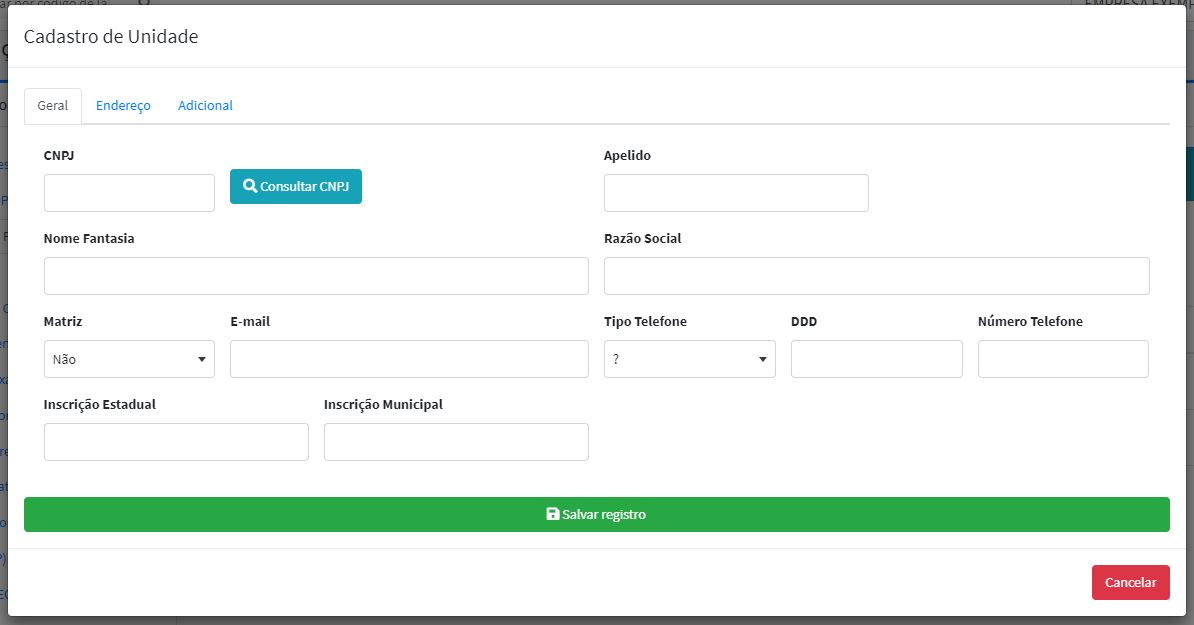 Cadastro de Unidade
Geral Endereço Adicional
CNPJ Apelido
Consultar CNPJ
Nome Fantasia Razão Social
Matriz E-mail Tipo Telefone DDD Número Telefone
Não ?
Inscrição Estadual Inscrição Municipal
Salvar registro
Cancelar